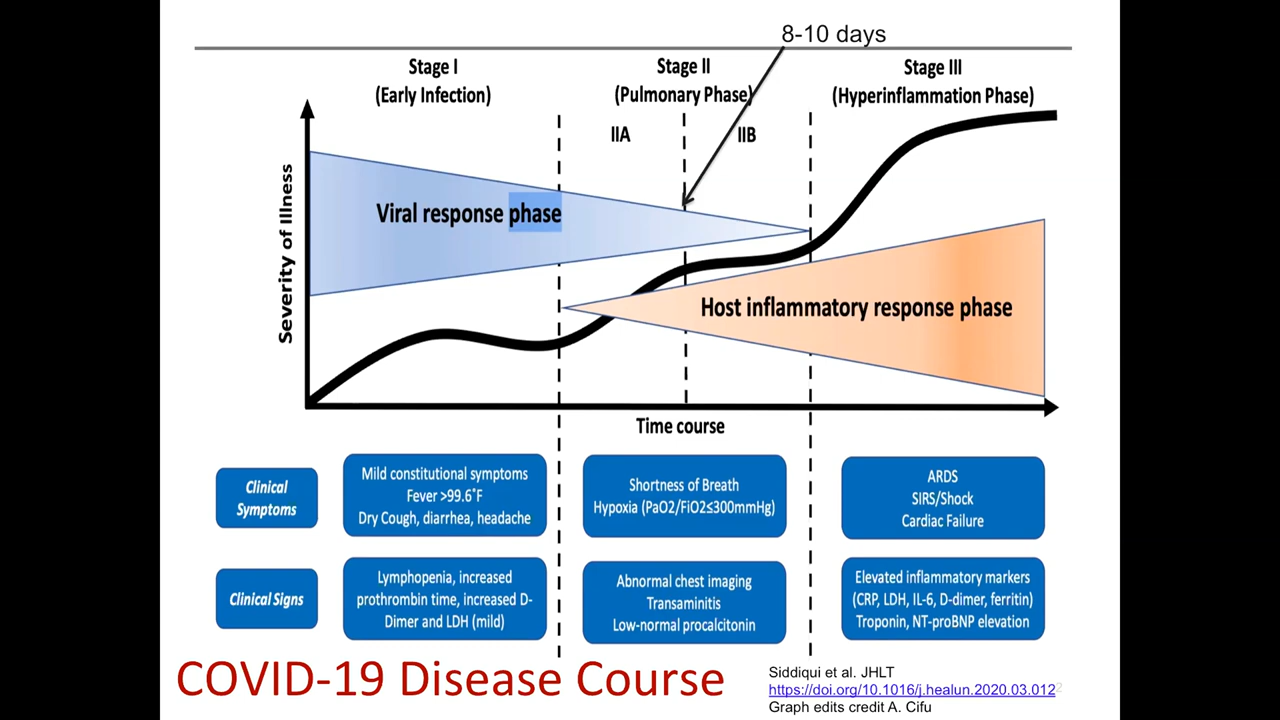 8-10 days
Stage I
(Early Infection)
Stage II
(Pulmonary Phase)
Stage III
(Hyperinflammation Phase)
IIA
IIB
Severity of Illness
Viral response phase
Host inflammatory response phase
Time course
Clinical
Symptoms
Mild constitutional symptoms
Fever >99.6°F
Dry Cough, diarrhea, headache
Shortness of Breath
Hypoxia (PaO2/FiO2≤300mmHg)
ARDS
SIRS/Shock
Cardiac Failure
Clinical Signs
Lymphopenia, increased
prothrombin time, increased D-
Dimer and LDH (mild)
Abnormal chest imaging
Transaminitis
Low-normal procalcitonin
Elevated inflammatory markers
(CRP, LDH, IL-6, D-dimer, ferritin)
Troponin, NT-proBNP elevation
COVID-19 Disease Course
Siddiqui et al. JHLT
https://doi.org/10.1016/j.healun.2020.03.012
2
Graph edits credit A. Cifu